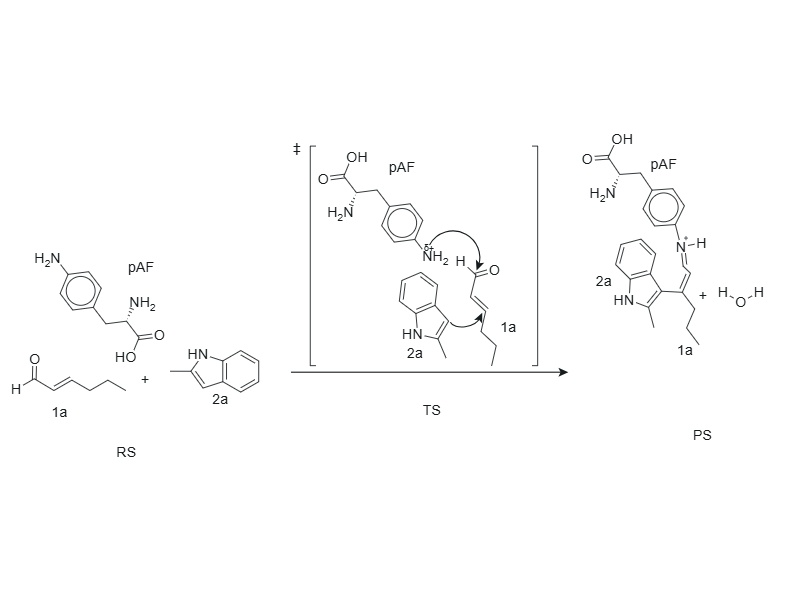 H₂N
pAF
NH₂
O
HO
O
H
1a
+
HN
2a
RS
‡
OH
O
pAF
H₂N
δ+
NH₂
H
O
HN
1a
2a
TS
OH
O
pAF
H₂N
N+
H
2a
HN
+
H
O
H
1a
PS